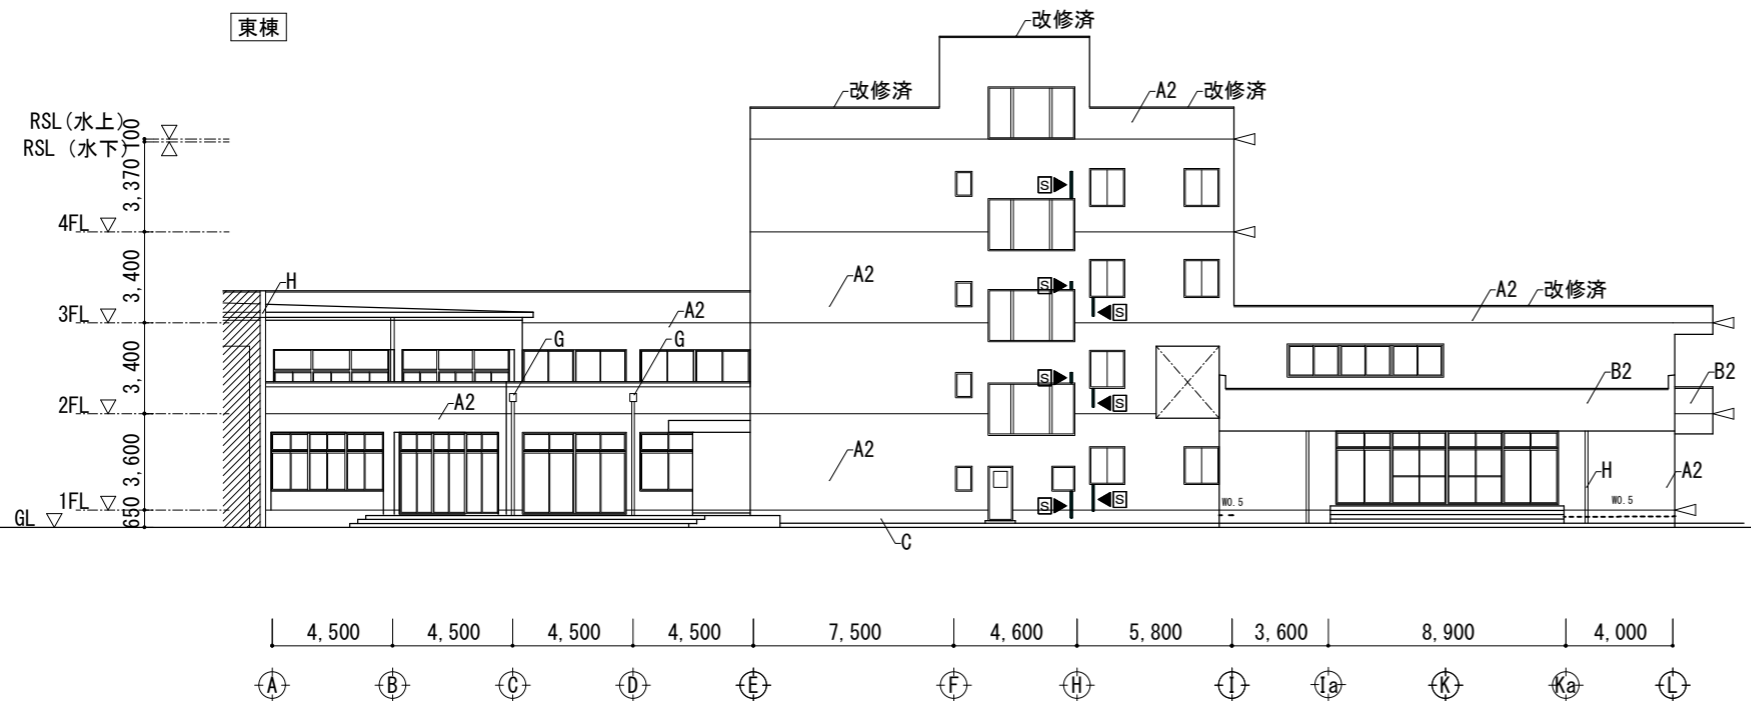 東棟
改修済
改修済
A2
改修済
RSL(水上)
100
RSL (水下)
3,370
S
4FL
3,400
H
A2
S
A2
改修済
3FL
A2
S
G
G
3,400
S
B2
B2
2FL
A2
S
3,600
A2
H
A2
1FL
S
S
WO.5
WO.5
650
GL
C
4,500
4,500
4,500
4,500
7,500
4,600
5,800
3,600
8,900
4,000
A
B
C
D
E
F
H
I
Ia
K
Ka
L